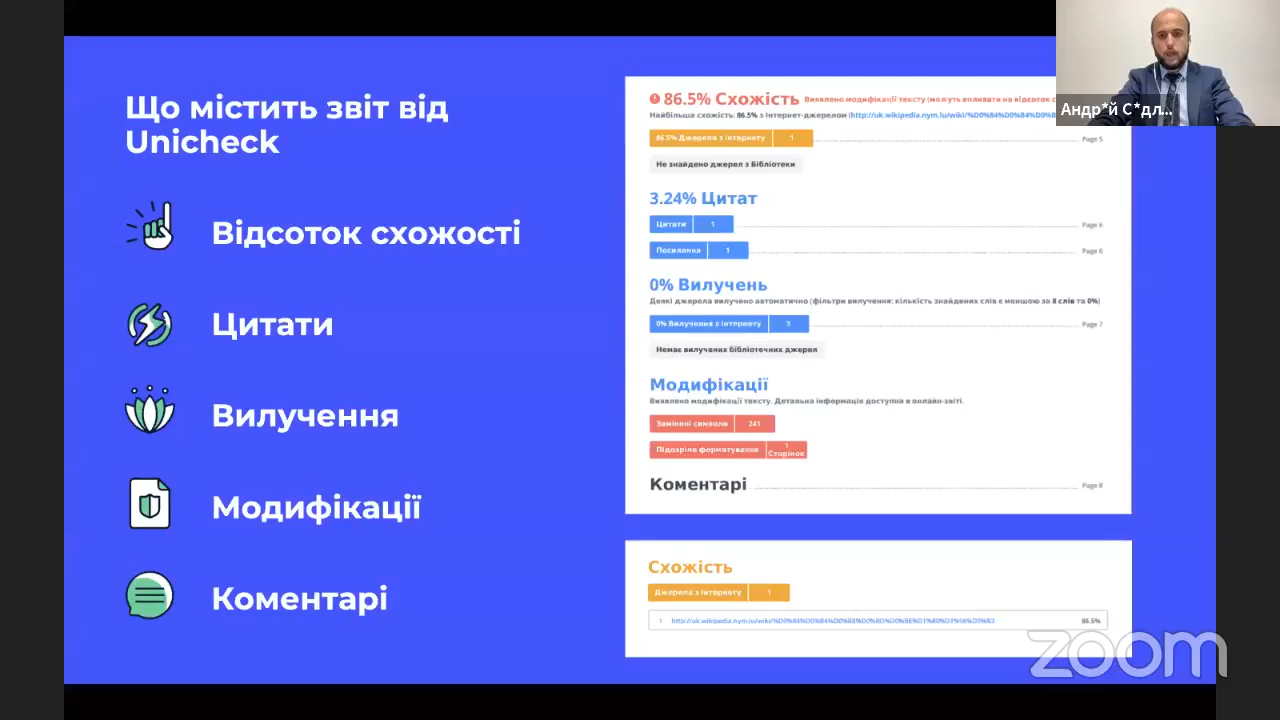 Що містить звіт від
Unicheck
Відсоток схожості
Цитати
Вилучення
Модифікації
Коментарі
86.5% Схожість Виявлено модифікації тексту (можуть впливати на відсоток с
Найбільша схожість: 86.5% з Інтернет-джерелом
86.5% Джерела з Інтернету 1 Page 5
Не знайдено джерел з Бібліотеки
3.24% Цитат
Цитати 1 Page 6
Посилання 1 Page 6
0% Вилучень
Деякі джерела вилучено автоматично (фільтри вилучення: кількість знайдених слів є меншою за 8 слів та 0%)
0% Вилучення з Інтернету 3 Page 7
Немає вилучених бібліотечних джерел
Модифікації
Виявлено модифікації тексту. Детальна інформація доступна в онлайн-звіті.
Замінені символи 241
Підозріле форматування 1 Сторінок
Коментарі Page 8
Схожість
Джерела з Інтернету 1
1 86.5%
Андр*й С*дл...
zoom